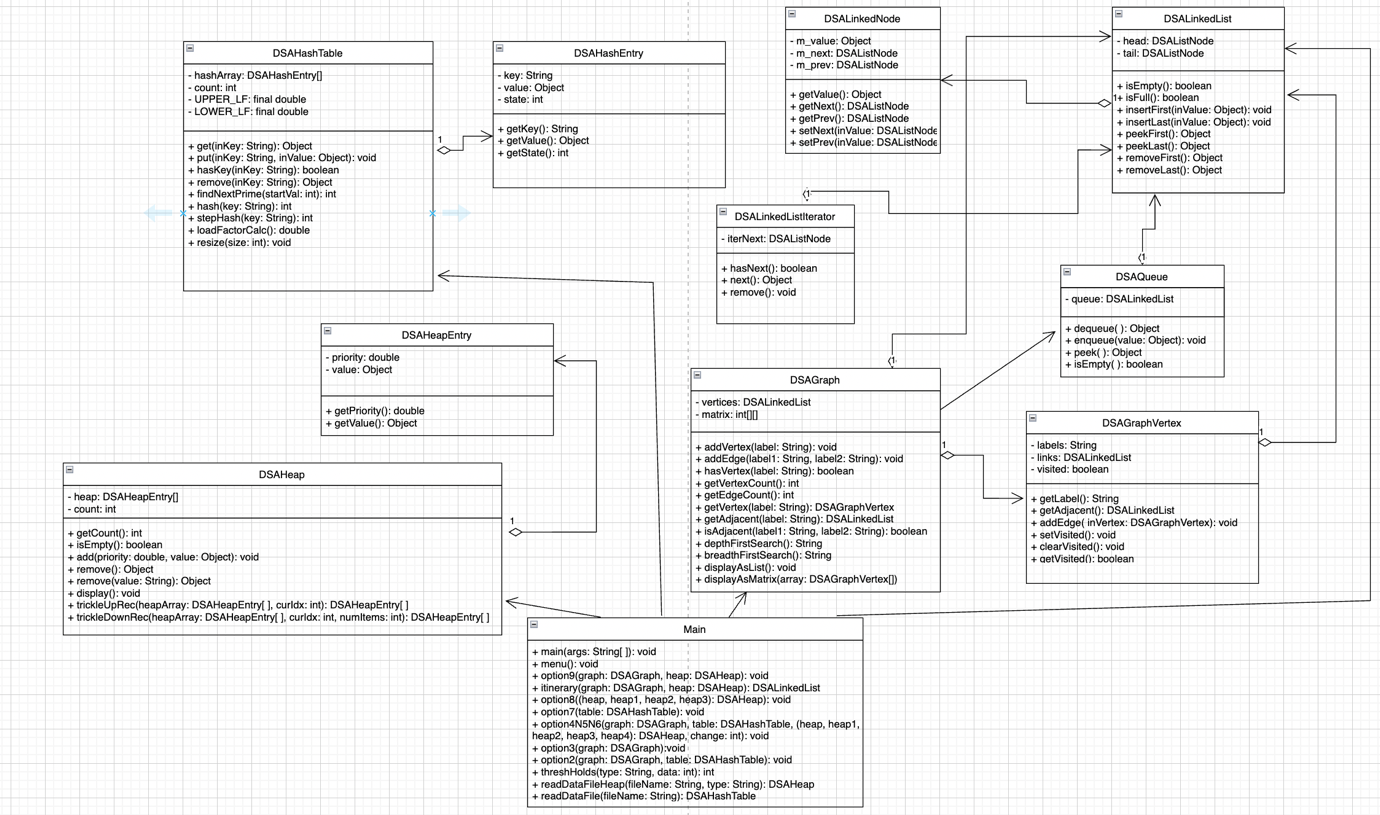 DSAHashTable
- hashArray: DSAHashEntry[]
- count: int
- UPPER_LF: final double
- LOWER_LF: final double
+ get(inKey: String): Object
+ put(inKey: String, inValue: Object): void
+ hasKey(inKey: String): boolean
+ remove(inKey: String): Object
+ findNextPrime(startVal: int): int
+ hash(key: String): int
+ stepHash(key: String): int
+ loadFactorCalc(): double
+ resize(size: int): void
1
DSAHashEntry
- key: String
- value: Object
- state: int
+ getKey(): String
+ getValue(): Object
+ getState(): int
DSALinkedNode
- m_value: Object
- m_next: DSAListNode
- m_prev: DSAListNode
+ getValue(): Object
+ getNext(): DSAListNode
+ getPrev(): DSAListNode
+ setNext(inValue: DSAListNode
+ setPrev(inValue: DSAListNode
DSALinkedList
- head: DSAListNode
- tail: DSAListNode
+ isEmpty(): boolean
1
+ isFull(): boolean
+ insertFirst(inValue: Object): void
+ insertLast(inValue: Object): void
+ peekFirst(): Object
+ peekLast(): Object
+ removeFirst(): Object
+ removeLast(): Object
1
DSALinkedListIterator
- iterNext: DSAListNode
+ hasNext(): boolean
+ next(): Object
+ remove(): void
1
DSAQueue
- queue: DSALinkedList
+ dequeue( ): Object
+ enqueue(value: Object): void
+ peek( ): Object
+ isEmpty( ): boolean
DSAHeapEntry
- priority: double
- value: Object
+ getPriority(): double
+ getValue(): Object
1
DSAGraph
- vertices: DSALinkedList
- matrix: int[][]
+ addVertex(label: String): void
+ addEdge(label1: String, label2: String): void
+ hasVertex(label: String): boolean
+ getVertexCount(): int
+ getEdgeCount(): int
+ getVertex(label: String): DSAGraphVertex
+ getAdjacent(label: String): DSALinkedList
+ isAdjacent(label1: String, label2: String): boolean
+ depthFirstSearch(): String
+ breadthFirstSearch(): String
+ displayAsList(): void
+ displayAsMatrix(array: DSAGraphVertex[])
1
DSAGraphVertex
- labels: String
- links: DSALinkedList
- visited: boolean
+ getLabel(): String
+ getAdjacent(): DSALinkedList
+ addEdge( inVertex: DSAGraphVertex): void
+ setVisited(): void
+ clearVisited(): void
+ getVisited(): boolean
1
DSAHeap
- heap: DSAHeapEntry[]
- count: int
+ getCount(): int
+ isEmpty(): boolean
+ add(priority: double, value: Object): void
+ remove(): Object
+ remove(value: String): Object
+ display(): void
+ trickleUpRec(heapArray: DSAHeapEntry[ ], curIdx: int): DSAHeapEntry[ ]
+ trickleDownRec(heapArray: DSAHeapEntry[ ], curIdx: int, numItems: int): DSAHeapEntry[ ]
1
Main
+ main(args: String[ ]): void
+ menu(): void
+ option9(graph: DSAGraph, heap: DSAHeap): void
+ itinerary(graph: DSAGraph, heap: DSAHeap): DSALinkedList
+ option8((heap, heap1, heap2, heap3): DSAHeap): void
+ option7(table: DSAHashTable): void
+ option4N5N6(graph: DSAGraph, table: DSAHashTable, (heap, heap1,
heap2, heap3, heap4): DSAHeap, change: int): void
+ option3(graph: DSAGraph):void
+ option2(graph: DSAGraph, table: DSAHashTable): void
+ threshHolds(type: String, data: int): int
+ readDataFileHeap(fileName: String, type: String): DSAHeap
+ readDataFile(fileName: String): DSAHashTable